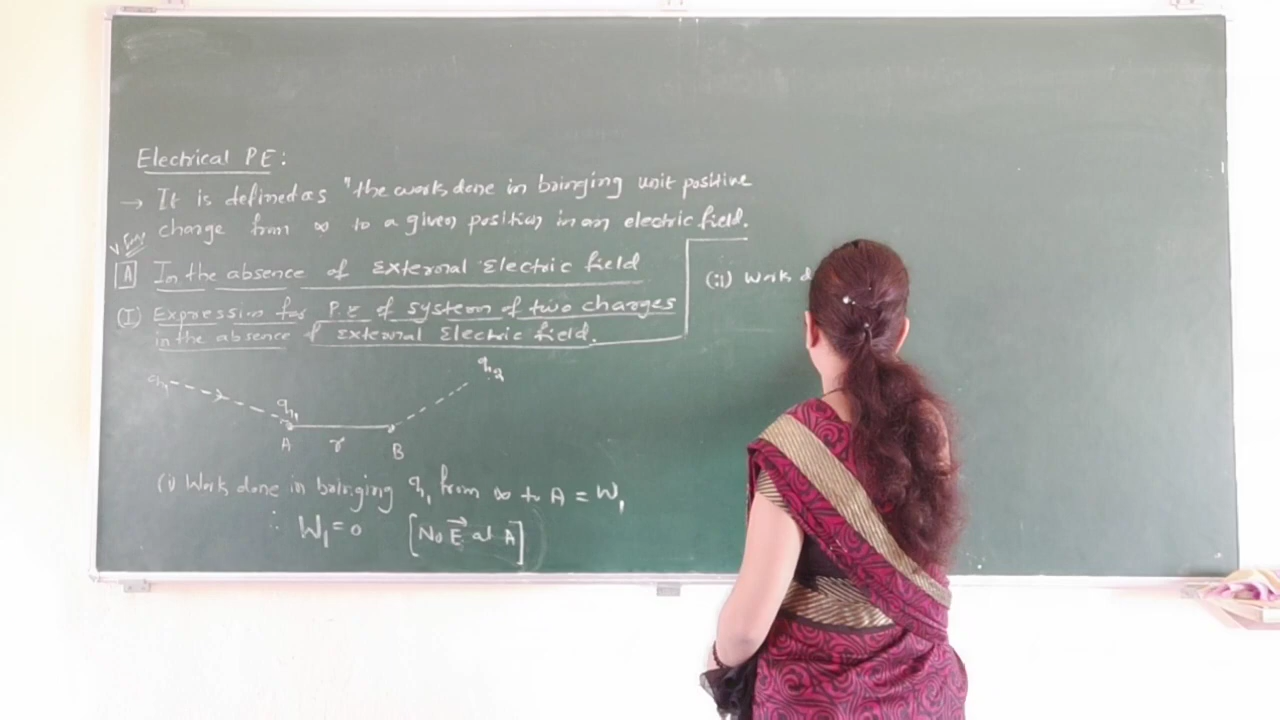 Electrical PE:
→ It is defined as "the work done in bringing unit positive
charge from ∞ to a given position in an electric field.
A In the absence of External Electric field
(I) Expression for P.E of system of two charges
in the absence of External Electric field.
q₁ q₁ q₂
A r B
(i) Work done in bringing q₁ from ∞ to A = W₁
∴ W₁ = 0 [No E⃗ at A]
(ii) Work d